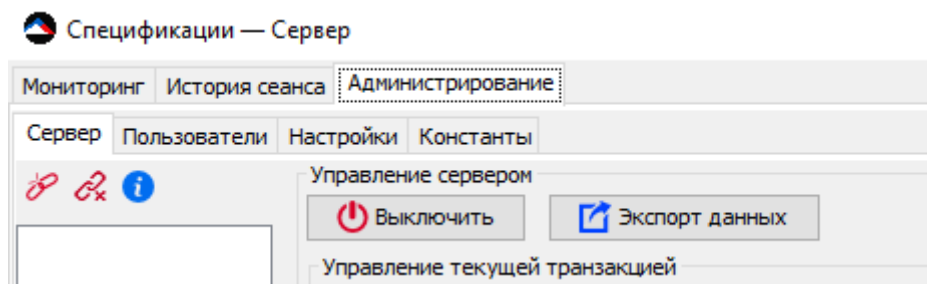 Спецификации — Сервер
Мониторинг История сеанса Администрирование
Сервер Пользователи Настройки Константы
Управление сервером
Выключить Экспорт данных
Управление текущей транзакцией